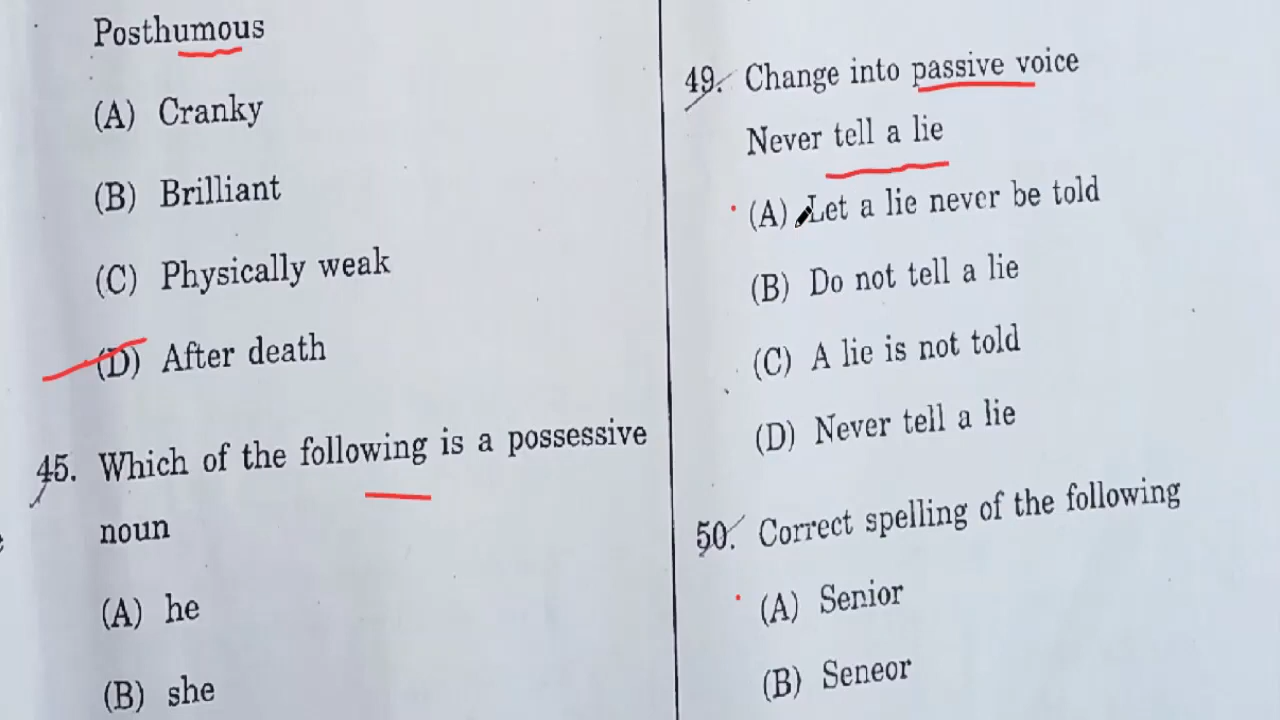 Posthumous
(A) Cranky
(B) Brilliant
(C) Physically weak
(D) After death
45. Which of the following is a possessive
noun
(A) he
(B) she
49. Change into passive voice
Never tell a lie
(A) Let a lie never be told
(B) Do not tell a lie
(C) A lie is not told
(D) Never tell a lie
50. Correct spelling of the following
(A) Senior
(B) Seneor